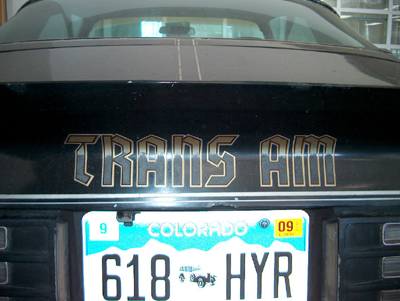 TRANS AM
9 COLORADO 09
618 HYR